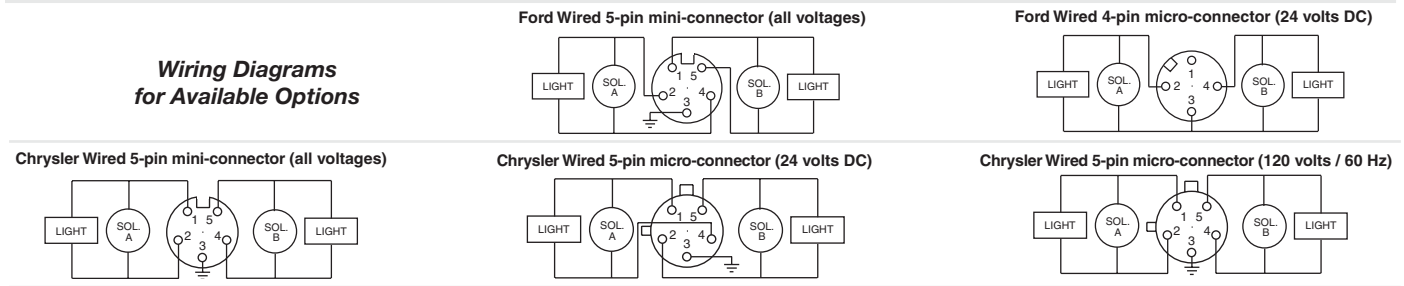 Wiring Diagrams
for Available Options
Ford Wired 5-pin mini-connector (all voltages)
LIGHT
SOL.
A
1 5
2 4
3
SOL.
B
LIGHT
Ford Wired 4-pin micro-connector (24 volts DC)
LIGHT
SOL.
A
1
2 4
3
SOL.
B
LIGHT
Chrysler Wired 5-pin mini-connector (all voltages)
LIGHT
SOL.
A
1 5
2 4
3
SOL.
B
LIGHT
Chrysler Wired 5-pin micro-connector (24 volts DC)
LIGHT
SOL.
A
1 5
2 4
3
SOL.
B
LIGHT
Chrysler Wired 5-pin micro-connector (120 volts / 60 Hz)
LIGHT
SOL.
A
1 5
2 4
3
SOL.
B
LIGHT